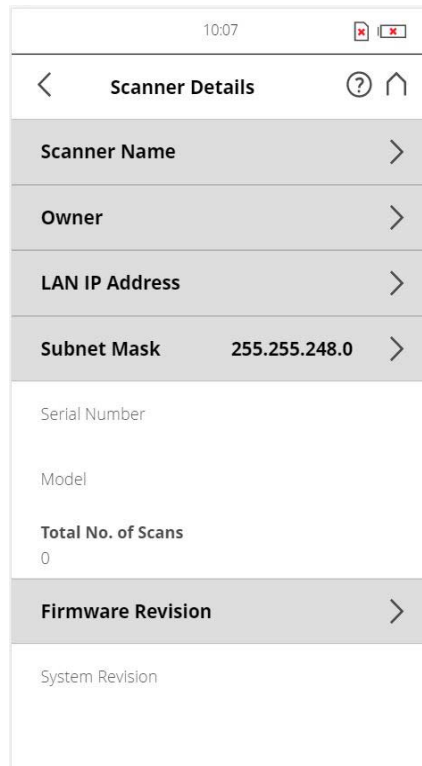 10:07
Scanner Details
Scanner Name
Owner
LAN IP Address
Subnet Mask 255.255.248.0
Serial Number
Model
Total No. of Scans
0
Firmware Revision
System Revision